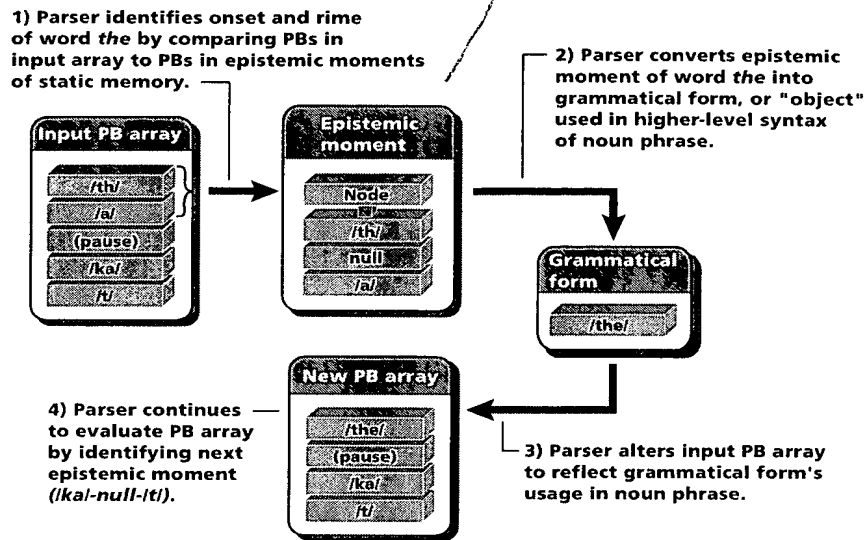 1) Parser identifies onset and rime
of word the by comparing PBs in
input array to PBs in epistemic moments
of static memory.
2) Parser converts epistemic
moment of word the into
grammatical form, or "object"
used in higher-level syntax
of noun phrase.
Input PB array
/th/
/a/
(pause)
/ka/
/t/
Epistemic
moment
Node
/th/
null
/a/
Grammatical
form
/the/
New PB array
/the/
(pause)
/ka/
/t/
4) Parser continues
to evaluate PB array
by identifying next
epistemic moment
(/ka/-null-/t/).
3) Parser alters input PB array
to reflect grammatical form's
usage in noun phrase.